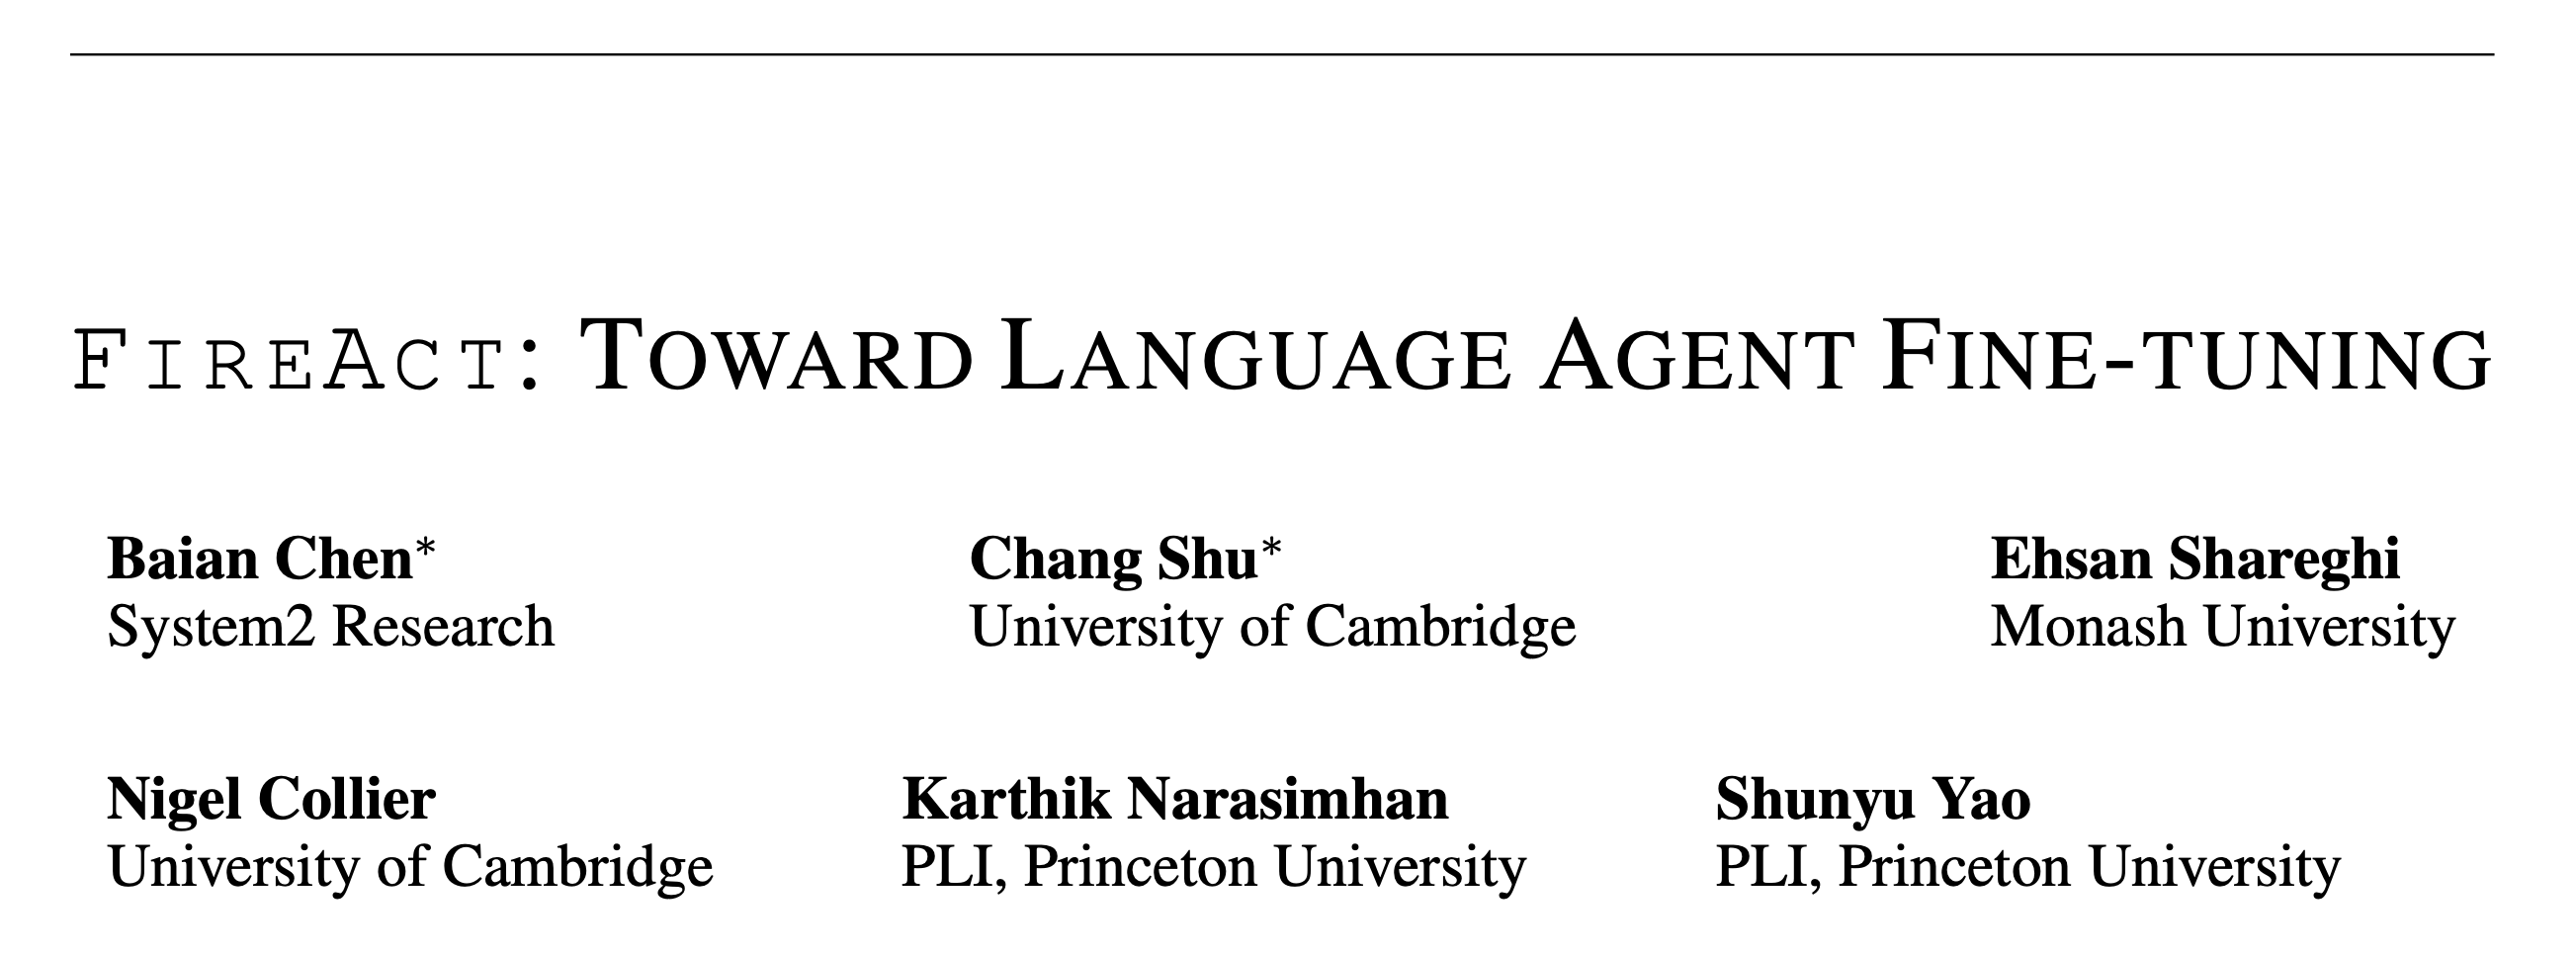 FIREACT: TOWARD LANGUAGE AGENT FINE-TUNING
Baian Chen* Chang Shu* Ehsan Shareghi
System2 Research University of Cambridge Monash University
Nigel Collier Karthik Narasimhan Shunyu Yao
University of Cambridge PLI, Princeton University PLI, Princeton University